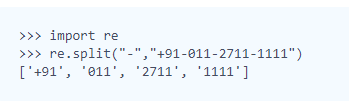 >>> import re
>>> re.split("-","+91-011-2711-1111")
['+91', '011', '2711', '1111']